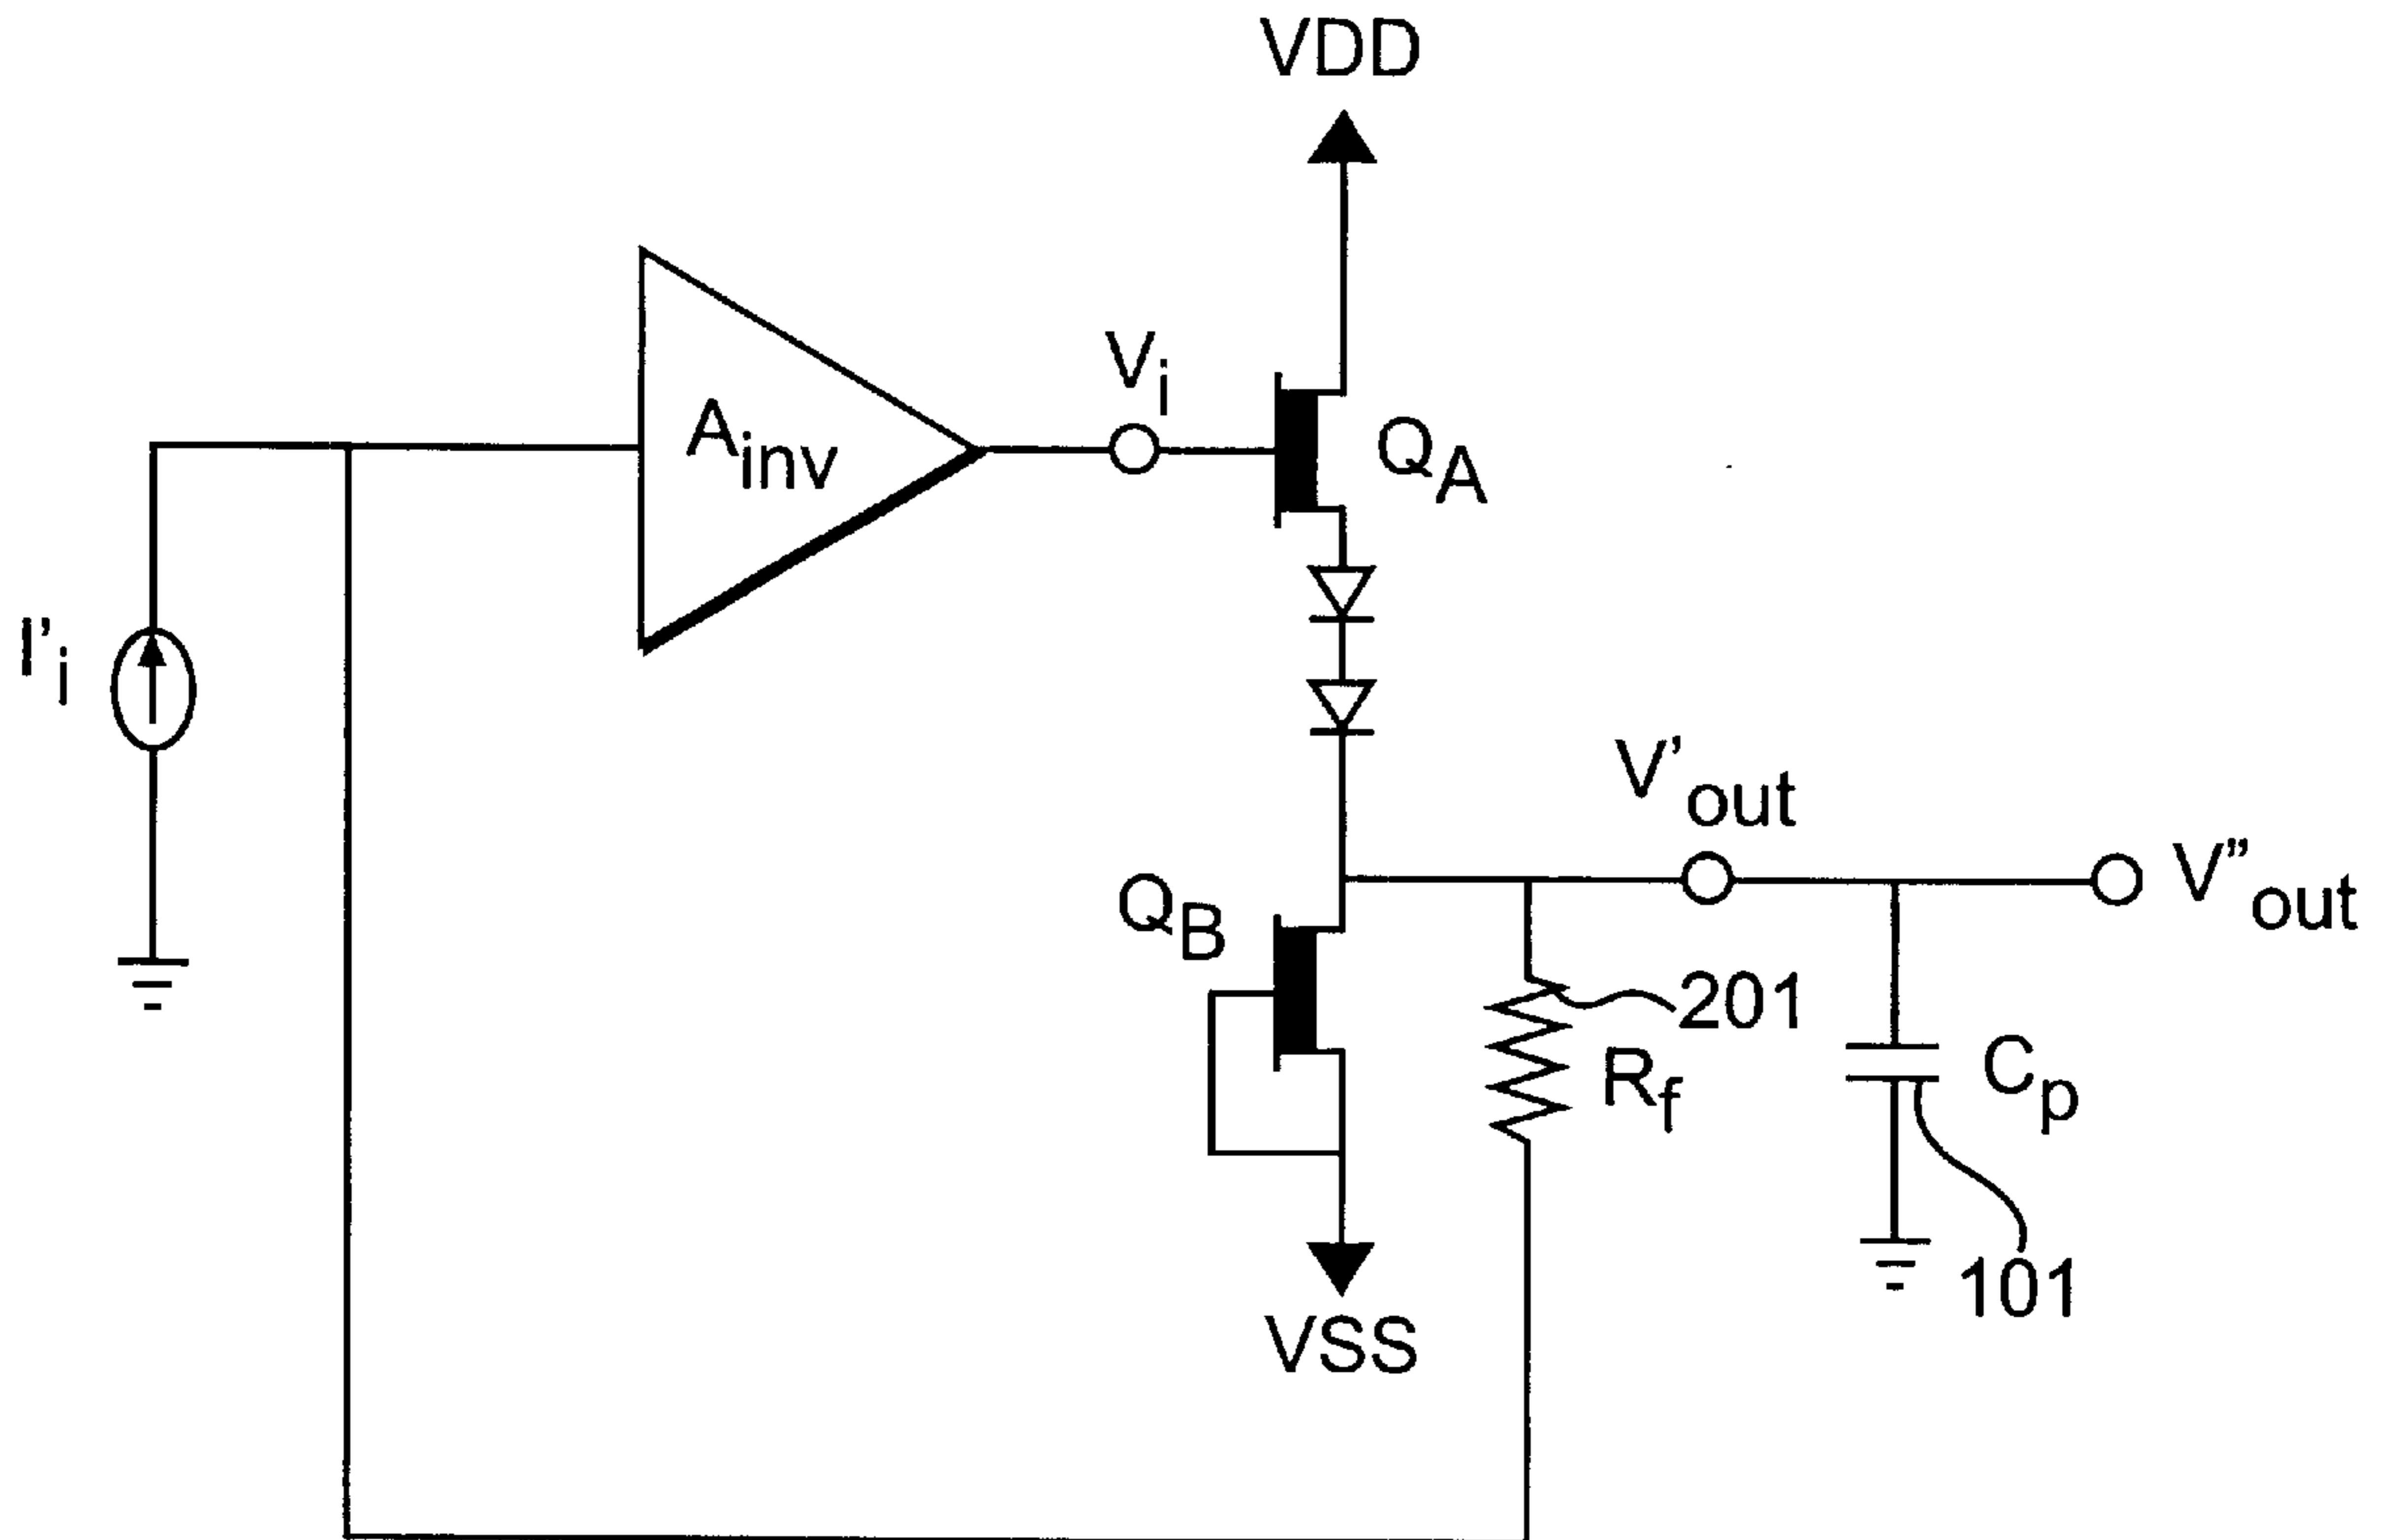 VDD
Vi
Ainv
QA
I'i
V'out
V”out
QB
201
Rf
Cp
101
VSS